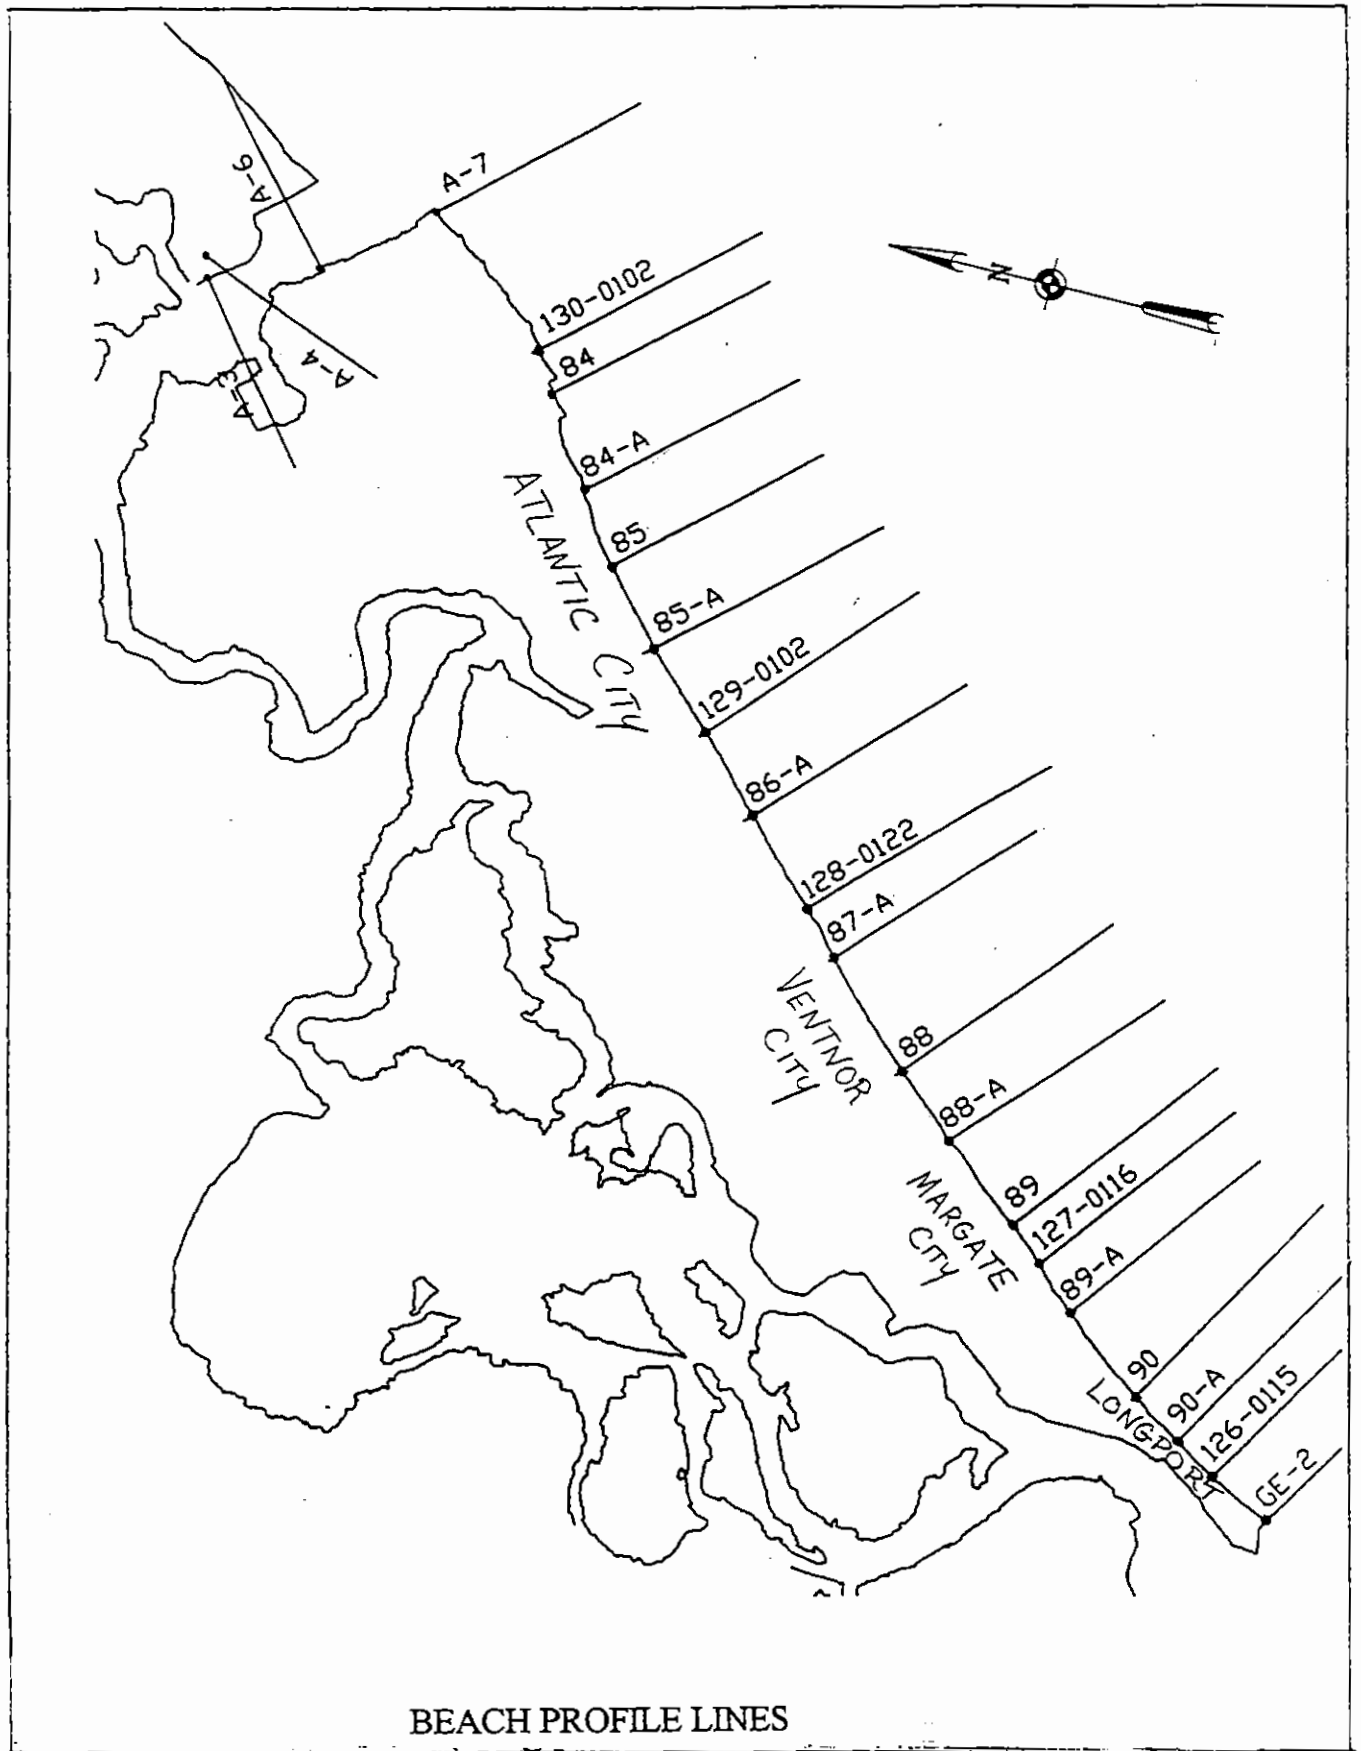 A-6
A-7
A-4
A-3
N
130-0102
84
84-A
85
85-A
129-0102
86-A
128-0122
87-A
88
88-A
89
127-0116
89-A
90
90-A
126-0115
GE-2
ATLANTIC CITY
VENTNOR
CITY
MARGATE
CITY
LONGPORT
BEACH PROFILE LINES